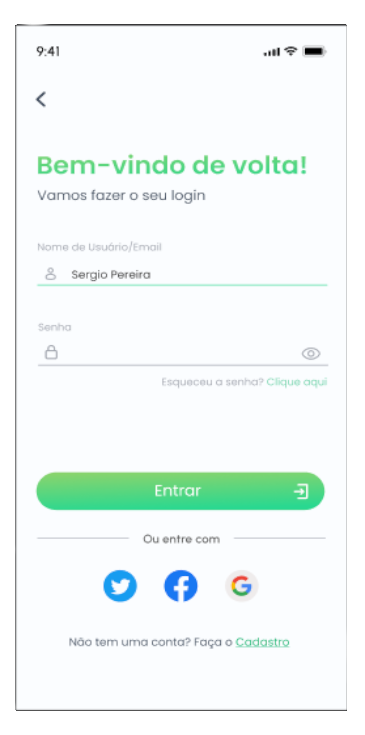 9:41
Bem-vindo de volta!
Vamos fazer o seu login
Nome de Usuário/Email
Sergio Pereira
Senha
Esqueceu a senha? Clique aqui
Entrar
Ou entre com
Não tem uma conta? Faça o Cadastro